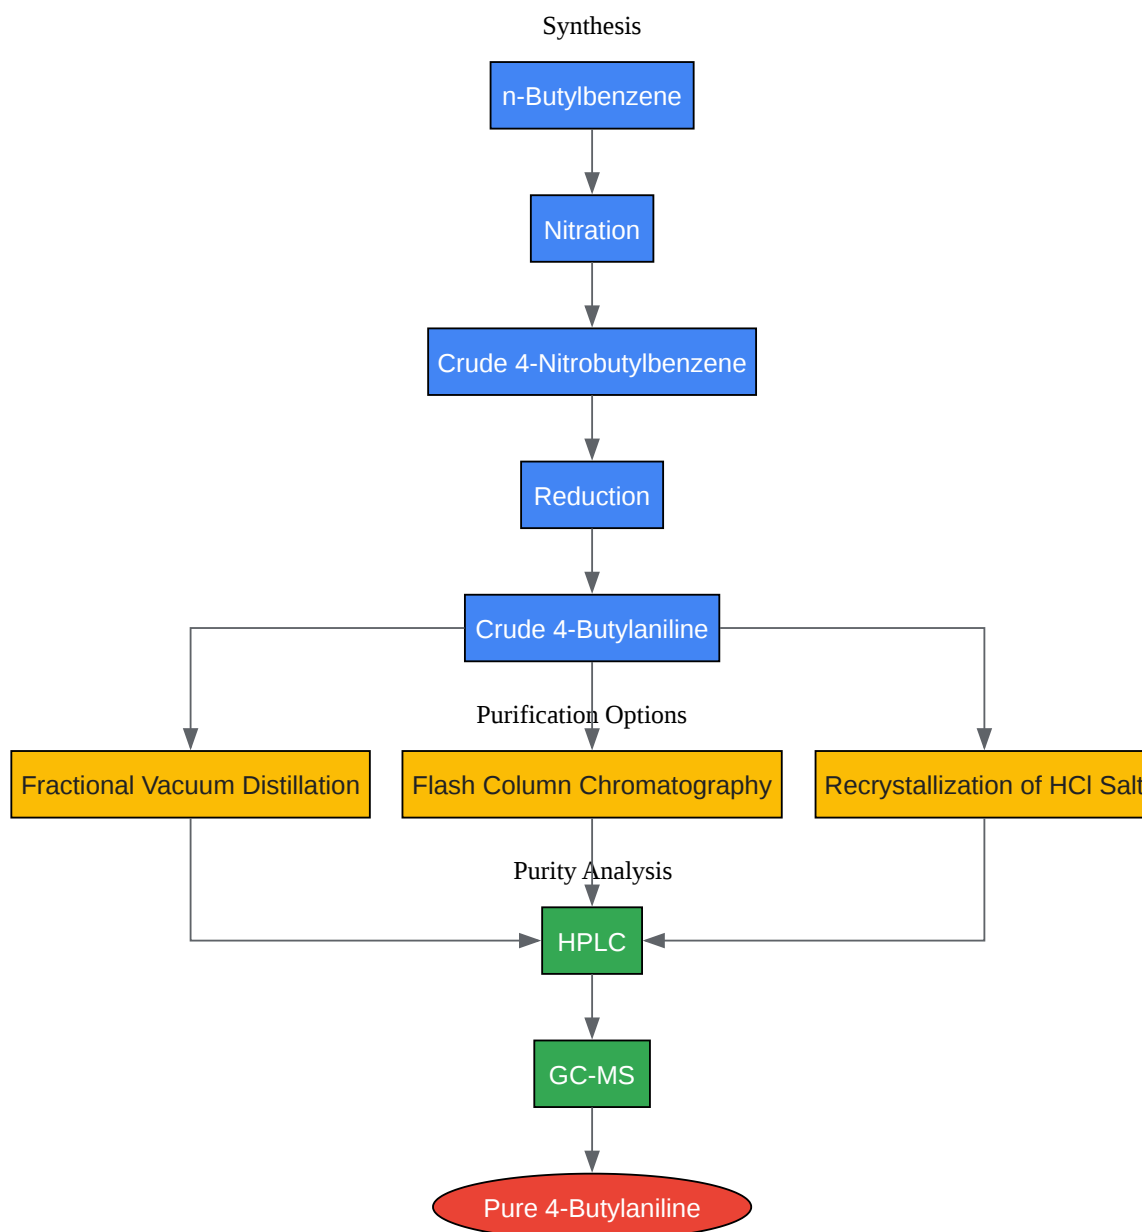 Synthesis
n-Butylbenzene
Nitration
Crude 4-Nitrobutylbenzene
Reduction
Crude 4-Butylaniline
Purification Options
Fractional Vacuum Distillation
Flash Column Chromatography
Recrystallization of HCl Salt
Purity Analysis
HPLC
GC-MS
Pure 4-Butylaniline